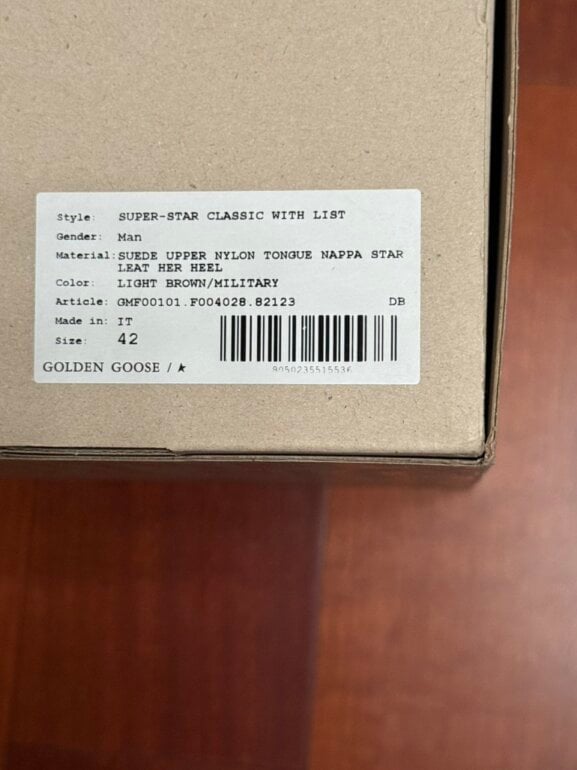 Style: SUPER-STAR CLASSIC WITH LIST
Gender: Man
Material: SUEDE UPPER NYLON TONGUE NAPPA STAR
LEAT HER HEEL
Color: LIGHT BROWN/MILITARY
Article: GMF00101.F004028.82123 DB
Made in: IT
Size: 42
GOLDEN GOOSE / ★
9050235515536